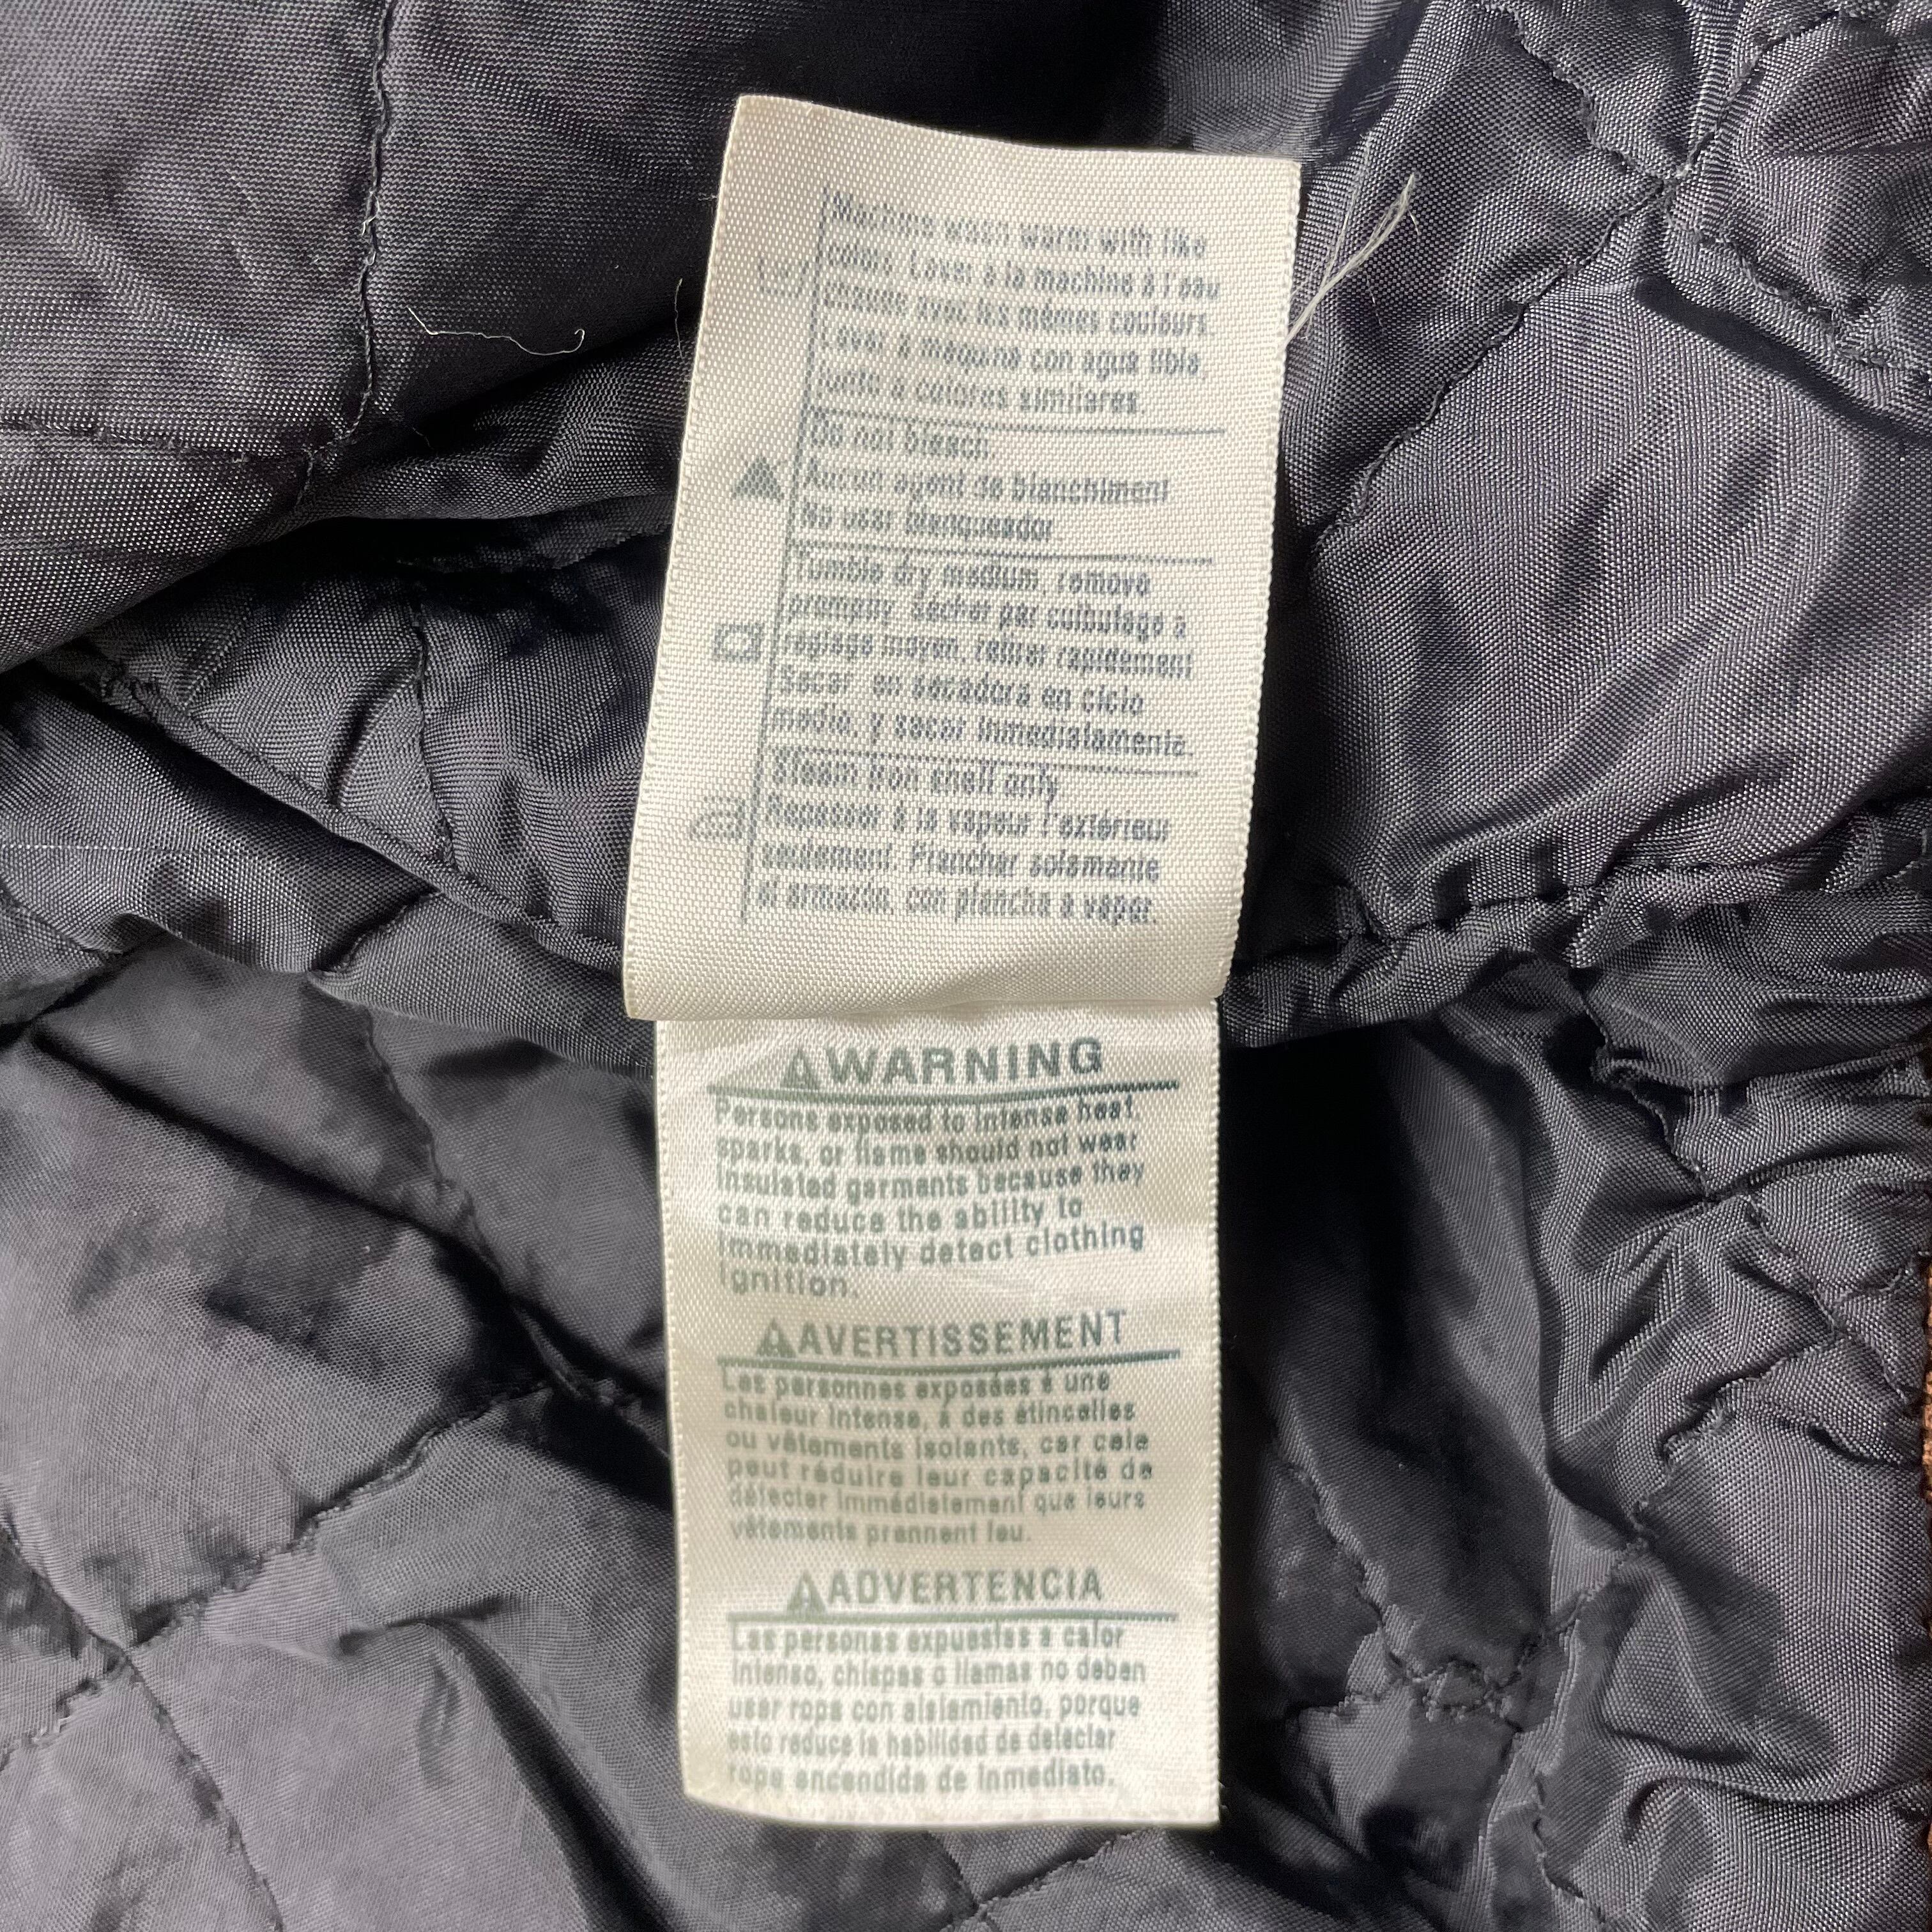 Machine wash warm with like
colors. Laver à la machine à l'eau
chaude avec les mêmes couleurs.
Lavar a maquina con agua tibia,
junto a colores similares.
Do not bleach
Aucun agent de blanchiment
No usar blanqueador
Tumble dry medium, remove
promptly. Secher par culbutage à
reglage moyen, retirer rapidement
Secar en secadora en ciclo
medio, y sacar inmediatamente.
Steam iron shell only
Repasser à la vapeur l'extérieur
seulement. Planchar solamente
el armazón, con plancha a vapor.
WARNING
Persons exposed to intense heat,
sparks, or flame should not wear
insulated garments because they
can reduce the ability to
immediately detect clothing
ignition.
AVERTISSEMENT
Les personnes exposées à une
chaleur intense, à des étincelles
ou vêtements isolants, car cela
peut réduire leur capacité de
détecter immédiatement que leurs
vêtements prennent feu.
ADVERTENCIA
Las personas expuestas a calor
intenso, chispas o llamas no deben
usar ropa con aislamiento, porque
esto reduce la habilidad de detectar
ropa encendida de inmediato.